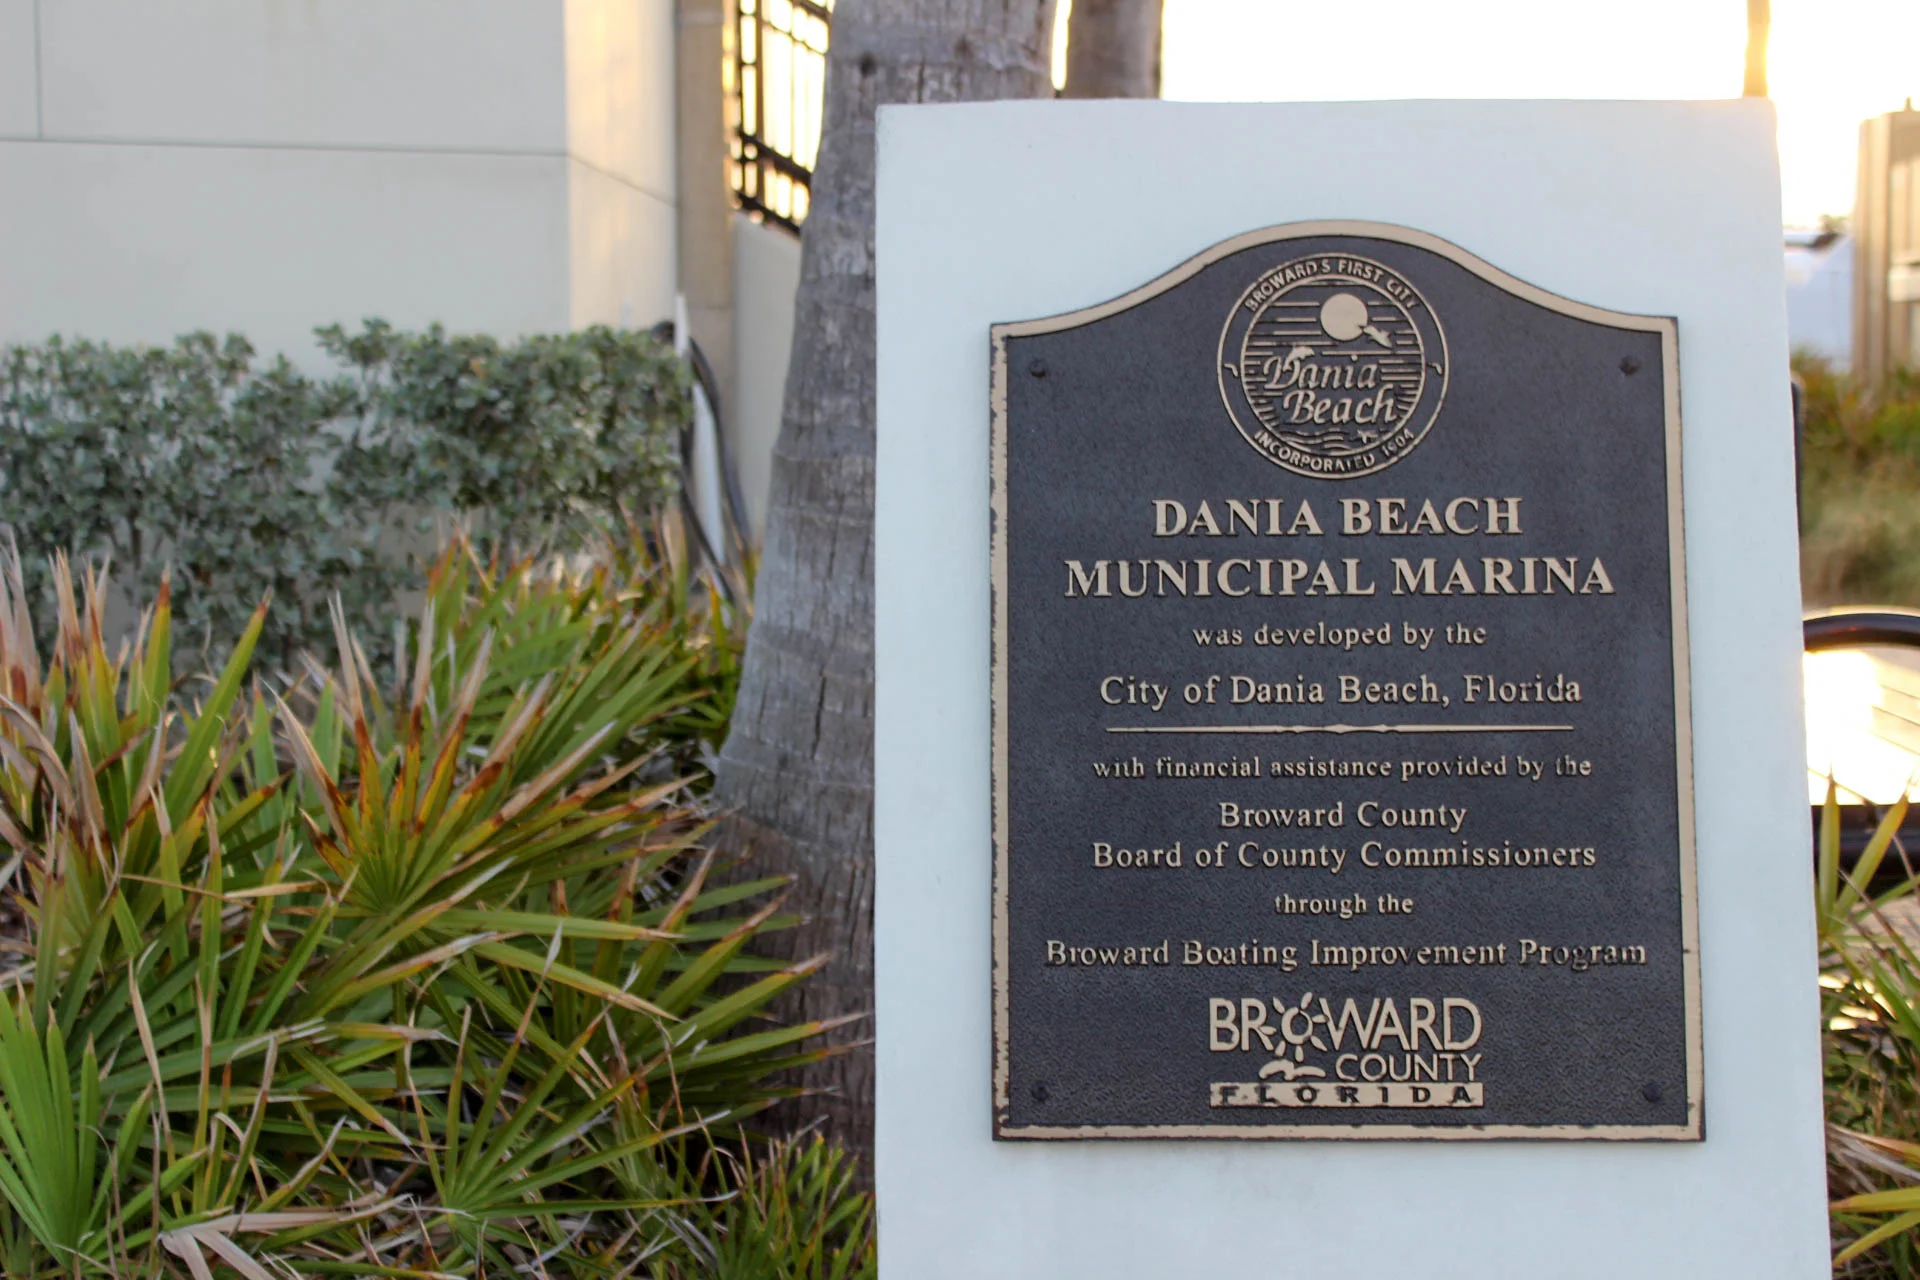 BROWARD'S FIRST CITY
Dania
Beach
INCORPORATED 1904
DANIA BEACH
MUNICIPAL MARINA
was developed by the
City of Dania Beach, Florida
with financial assistance provided by the
Broward County
Board of County Commissioners
through the
Broward Boating Improvement Program
BROWARD
COUNTY
FLORIDA